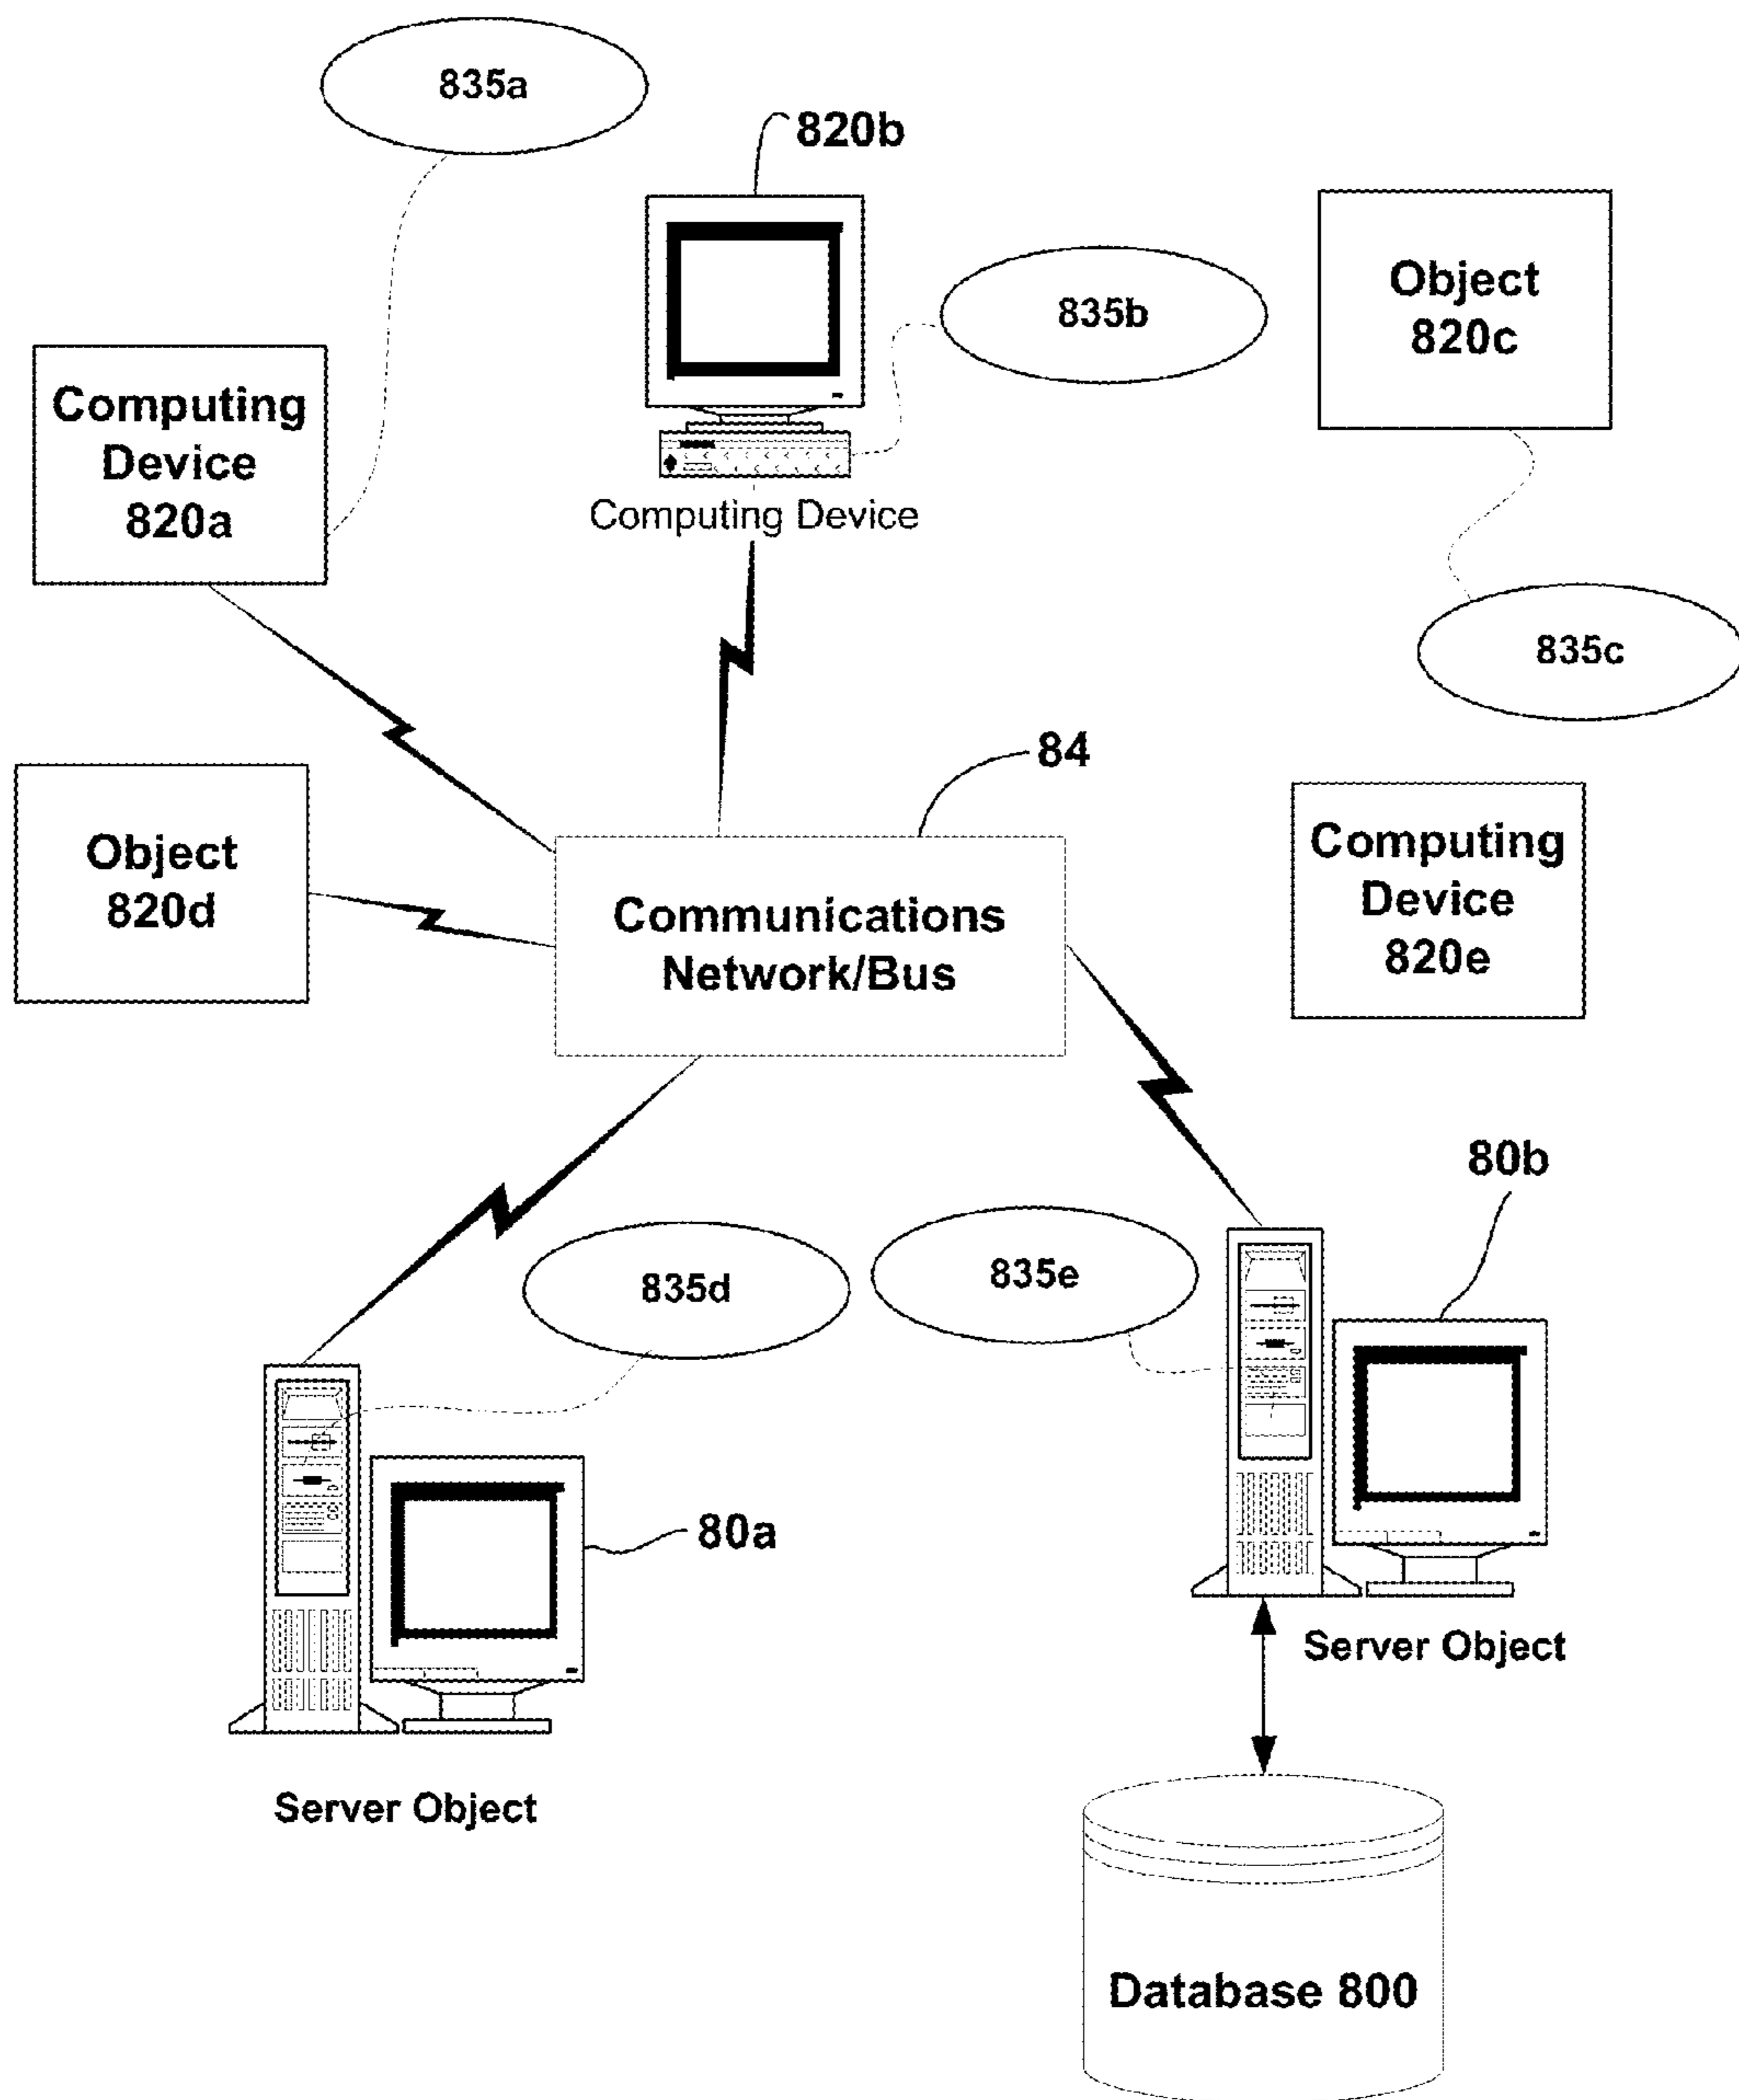 835a
820b
835b
Object
820c
Computing
Device
820a
Computing Device
835c
84
Object
820d
Communications
Network/Bus
Computing
Device
820e
80b
835d
835e
80a
Server Object
Server Object
Database 800